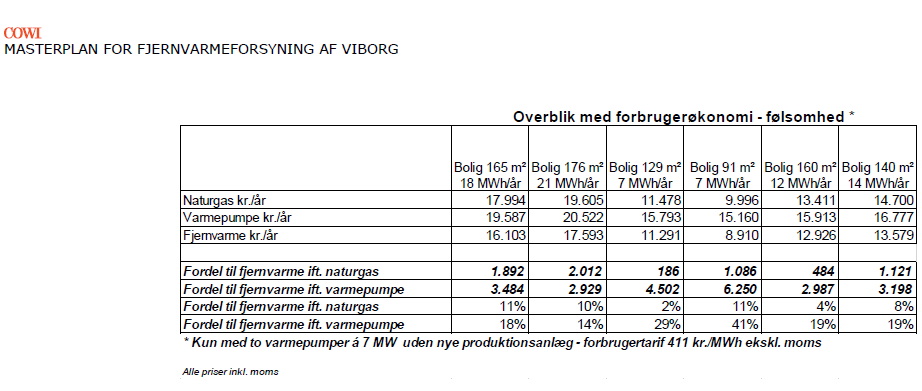 COWI
MASTERPLAN FOR FJERNVARMEFORSYNING AF VIBORG
Overblik med forbrugerøkonomi - følsomhed *
Bolig 165 m² Bolig 176 m² Bolig 129 m² Bolig 91 m² Bolig 160 m² Bolig 140 m²
18 MWh/år 21 MWh/år 7 MWh/år 7 MWh/år 12 MWh/år 14 MWh/år
Naturgas kr./år 17.994 19.605 11.478 9.996 13.411 14.700
Varmepumpe kr./år 19.587 20.522 15.793 15.160 15.913 16.777
Fjernvarme kr./år 16.103 17.593 11.291 8.910 12.926 13.579
Fordel til fjernvarme ift. naturgas 1.892 2.012 186 1.086 484 1.121
Fordel til fjernvarme ift. varmepumpe 3.484 2.929 4.502 6.250 2.987 3.198
Fordel til fjernvarme ift. naturgas 11% 10% 2% 11% 4% 8%
Fordel til fjernvarme ift. varmepumpe 18% 14% 29% 41% 19% 19%
* Kun med to varmepumper á 7 MW uden nye produktionsanlæg - forbrugertarif 411 kr./MWh ekskl. moms
Alle priser inkl. moms